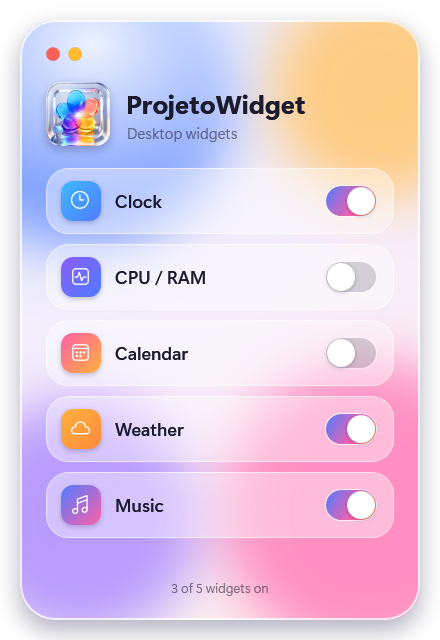 ProjetoWidget
Desktop widgets
Clock
CPU / RAM
Calendar
Weather
Music
3 of 5 widgets on